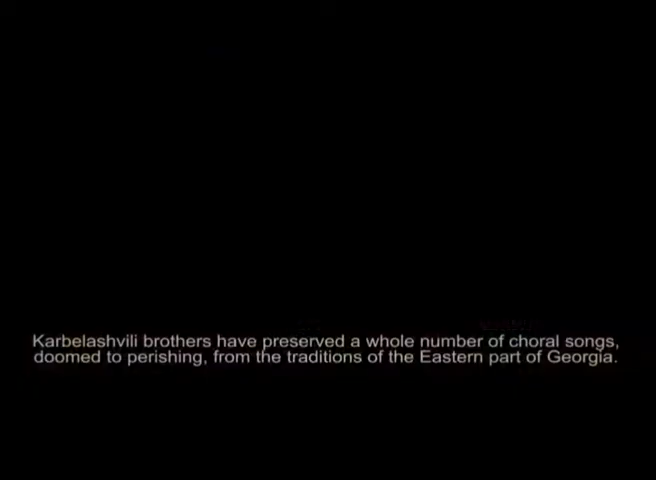 Karbelashvili brothers have preserved a whole number of choral songs,
doomed to perishing, from the traditions of the Eastern part of Georgia.